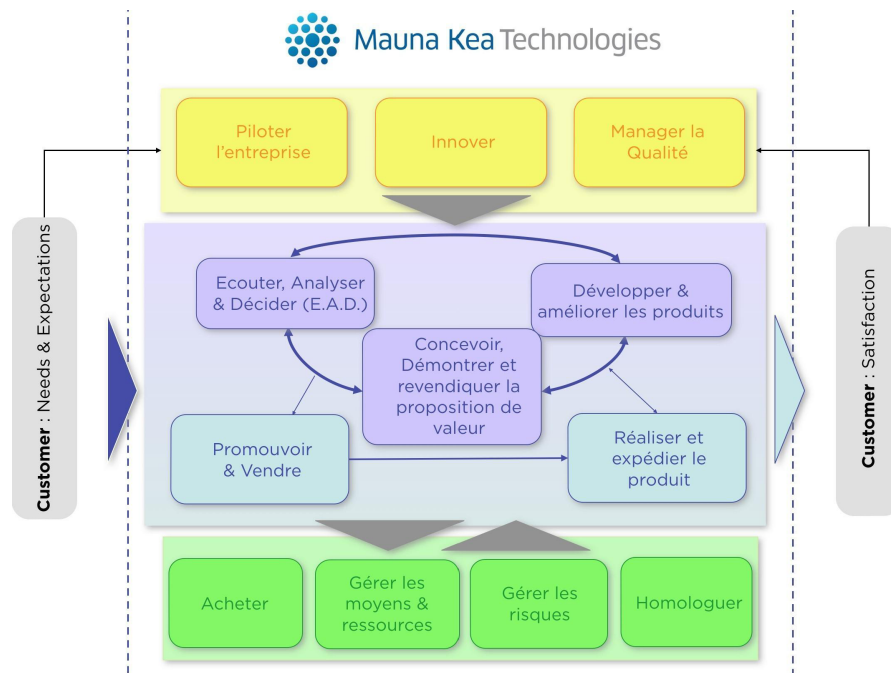 Mauna Kea Technologies
Piloter
l'entreprise
Innover
Manager la
Qualité
Customer : Needs & Expectations
Ecouter, Analyser
& Décider (E.A.D.)
Développer &
améliorer les produits
Concevoir,
Démontrer et
revendiquer la
proposition de
valeur
Promouvoir
& Vendre
Réaliser et
expédier le
produit
Customer : Satisfaction
Acheter
Gérer les
moyens &
ressources
Gérer les
risques
Homologuer